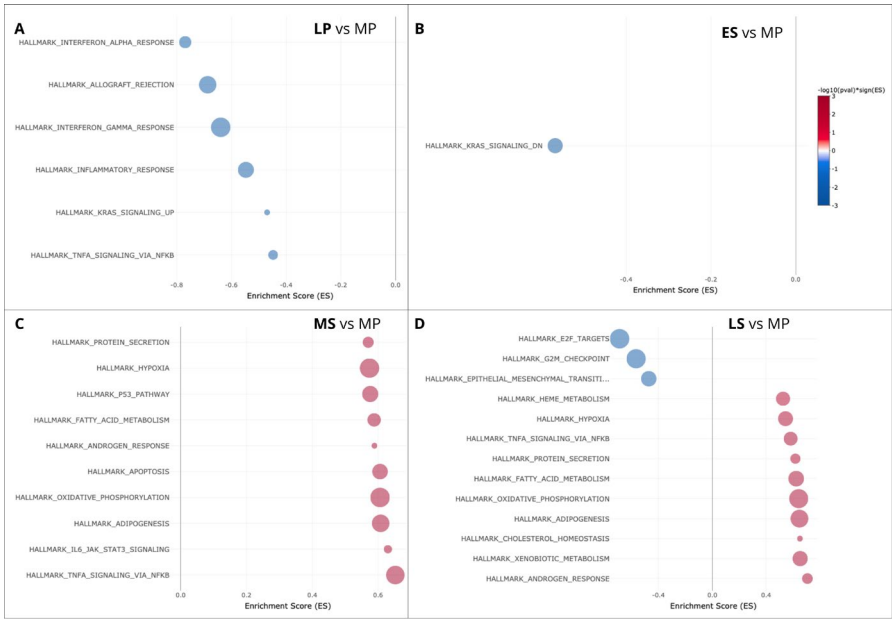 A
LP vs MP
HALLMARK_INTERFERON_ALPHA_RESPONSE
HALLMARK_ALLOGRAFT_REJECTION
HALLMARK_INTERFERON_GAMMA_RESPONSE
HALLMARK_INFLAMMATORY_RESPONSE
HALLMARK_KRAS_SIGNALING_UP
HALLMARK_TNFA_SIGNALING_VIA_NFKB
-0.8 -0.6 -0.4 -0.2 0.0
Enrichment Score (ES)
B
ES vs MP
-log10(pval)*sign(ES)
3
2
1
0
-1
-2
-3
HALLMARK_KRAS_SIGNALING_DN
-0.4 -0.2 0.0
Enrichment Score (ES)
C
MS vs MP
HALLMARK_PROTEIN_SECRETION
HALLMARK_HYPOXIA
HALLMARK_P53_PATHWAY
HALLMARK_FATTY_ACID_METABOLISM
HALLMARK_ANDROGEN_RESPONSE
HALLMARK_APOPTOSIS
HALLMARK_OXIDATIVE_PHOSPHORYLATION
HALLMARK_ADIPOGENESIS
HALLMARK_IL6_JAK_STAT3_SIGNALING
HALLMARK_TNFA_SIGNALING_VIA_NFKB
0.0 0.2 0.4 0.6
Enrichment Score (ES)
D
LS vs MP
HALLMARK_E2F_TARGETS
HALLMARK_G2M_CHECKPOINT
HALLMARK_EPITHELIAL_MESENCHYMAL_TRANSITI...
HALLMARK_HEME_METABOLISM
HALLMARK_HYPOXIA
HALLMARK_TNFA_SIGNALING_VIA_NFKB
HALLMARK_PROTEIN_SECRETION
HALLMARK_FATTY_ACID_METABOLISM
HALLMARK_OXIDATIVE_PHOSPHORYLATION
HALLMARK_ADIPOGENESIS
HALLMARK_CHOLESTEROL_HOMEOSTASIS
HALLMARK_XENOBIOTIC_METABOLISM
HALLMARK_ANDROGEN_RESPONSE
-0.4 0.0 0.4
Enrichment Score (ES)